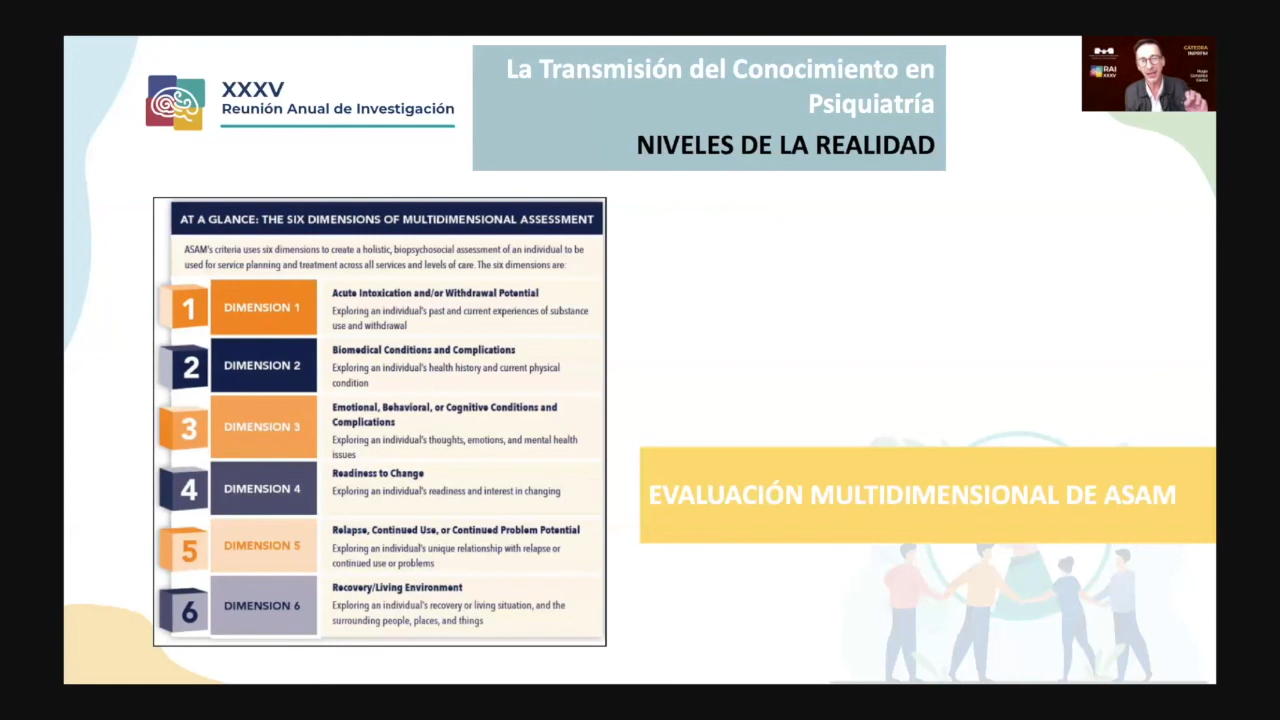 XXXV
Reunión Anual de Investigación
La Transmisión del Conocimiento en
Psiquiatría
NIVELES DE LA REALIDAD
CÁTEDRA
INPRFM
RAI
XXXV
Hugo
González
AT A GLANCE: THE SIX DIMENSIONS OF MULTIDIMENSIONAL ASSESSMENT
ASAM's criteria uses six dimensions to create a holistic, biopsychosocial assessment of an individual to be
used for service planning and treatment across all services and levels of care. The six dimensions are:
1
DIMENSION 1
Acute Intoxication and/or Withdrawal Potential
Exploring an individual's past and current experiences of substance
use and withdrawal
2
DIMENSION 2
Biomedical Conditions and Complications
Exploring an individual's health history and current physical
condition
3
DIMENSION 3
Emotional, Behavioral, or Cognitive Conditions and
Complications
Exploring an individual's thoughts, emotions, and mental health
issues
4
DIMENSION 4
Readiness to Change
Exploring an individual's readiness and interest in changing
5
DIMENSION 5
Relapse, Continued Use, or Continued Problem Potential
Exploring an individual's unique relationship with relapse or
continued use or problems
6
DIMENSION 6
Recovery/Living Environment
Exploring an individual's recovery or living situation, and the
surrounding people, places, and things
EVALUACIÓN MULTIDIMENSIONAL DE ASAM